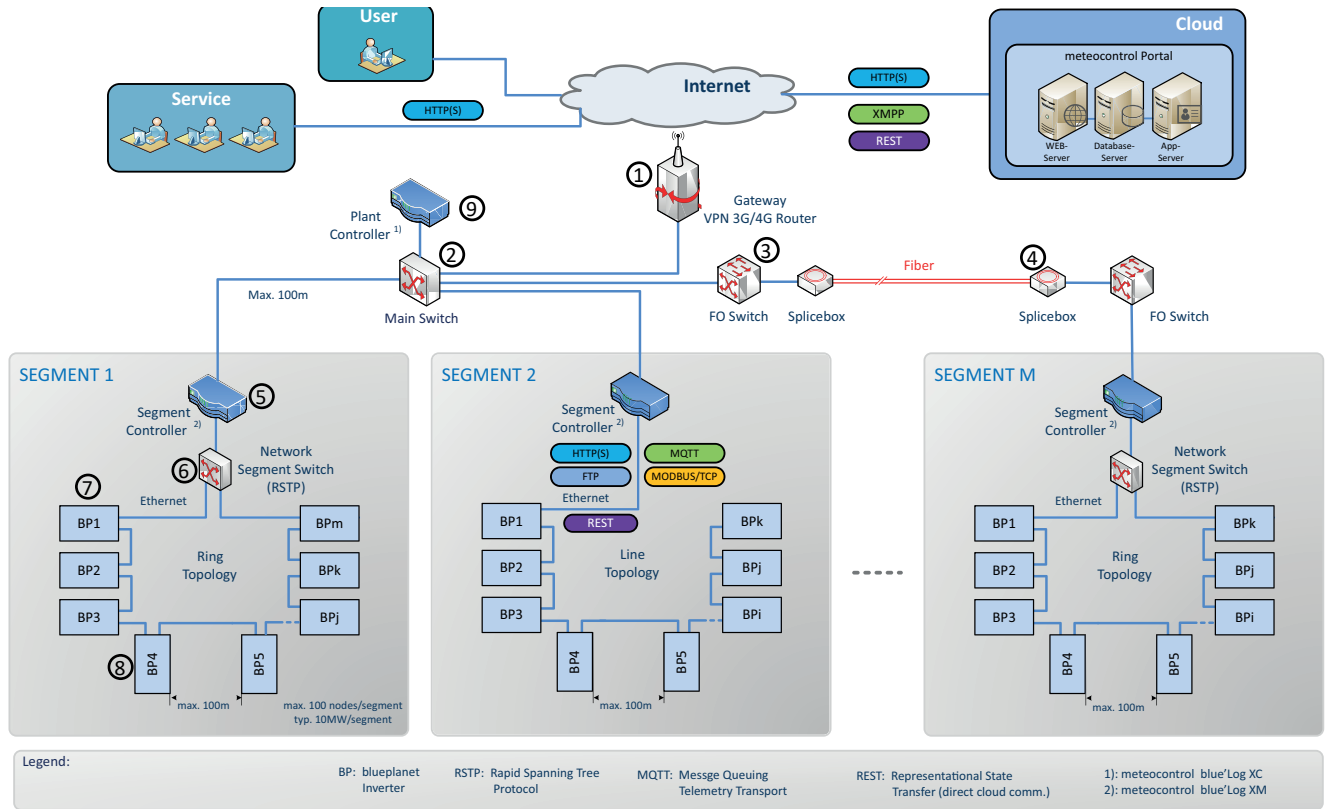 User
Service
HTTP(S)
Internet
HTTP(S)
XMPP
REST
Cloud
meteocontrol Portal
WEB-
Server
Database-
Server
App-
Server
1
Gateway
VPN 3G/4G Router
9
Plant
Controller 1)
2
Main Switch
Max. 100m
3
FO Switch
Splicebox
Fiber
4
Splicebox
FO Switch
SEGMENT 1
5
Segment
Controller 2)
6
Network
Segment Switch
(RSTP)
Ethernet
7
BP1
BP2
BP3
8
BP4
BP5
BPm
BPk
BPj
Ring
Topology
max. 100m
max. 100 nodes/segment
typ. 10MW/segment
SEGMENT 2
Segment
Controller 2)
HTTP(S)
MQTT
FTP
MODBUS/TCP
Ethernet
REST
BP1
BP2
BP3
BP4
BP5
BPk
BPj
BPi
Line
Topology
max. 100m
SEGMENT M
Segment
Controller 2)
Network
Segment Switch
(RSTP)
Ethernet
BP1
BP2
BP3
BP4
BP5
BPk
BPj
BPi
Ring
Topology
max. 100m
Legend:
BP: blueplanet
Inverter
RSTP: Rapid Spanning Tree
Protocol
MQTT: Messge Queuing
Telemetry Transport
REST: Representational State
Transfer (direct cloud comm.)
1): meteocontrol blue'Log XC
2): meteocontrol blue'Log XM